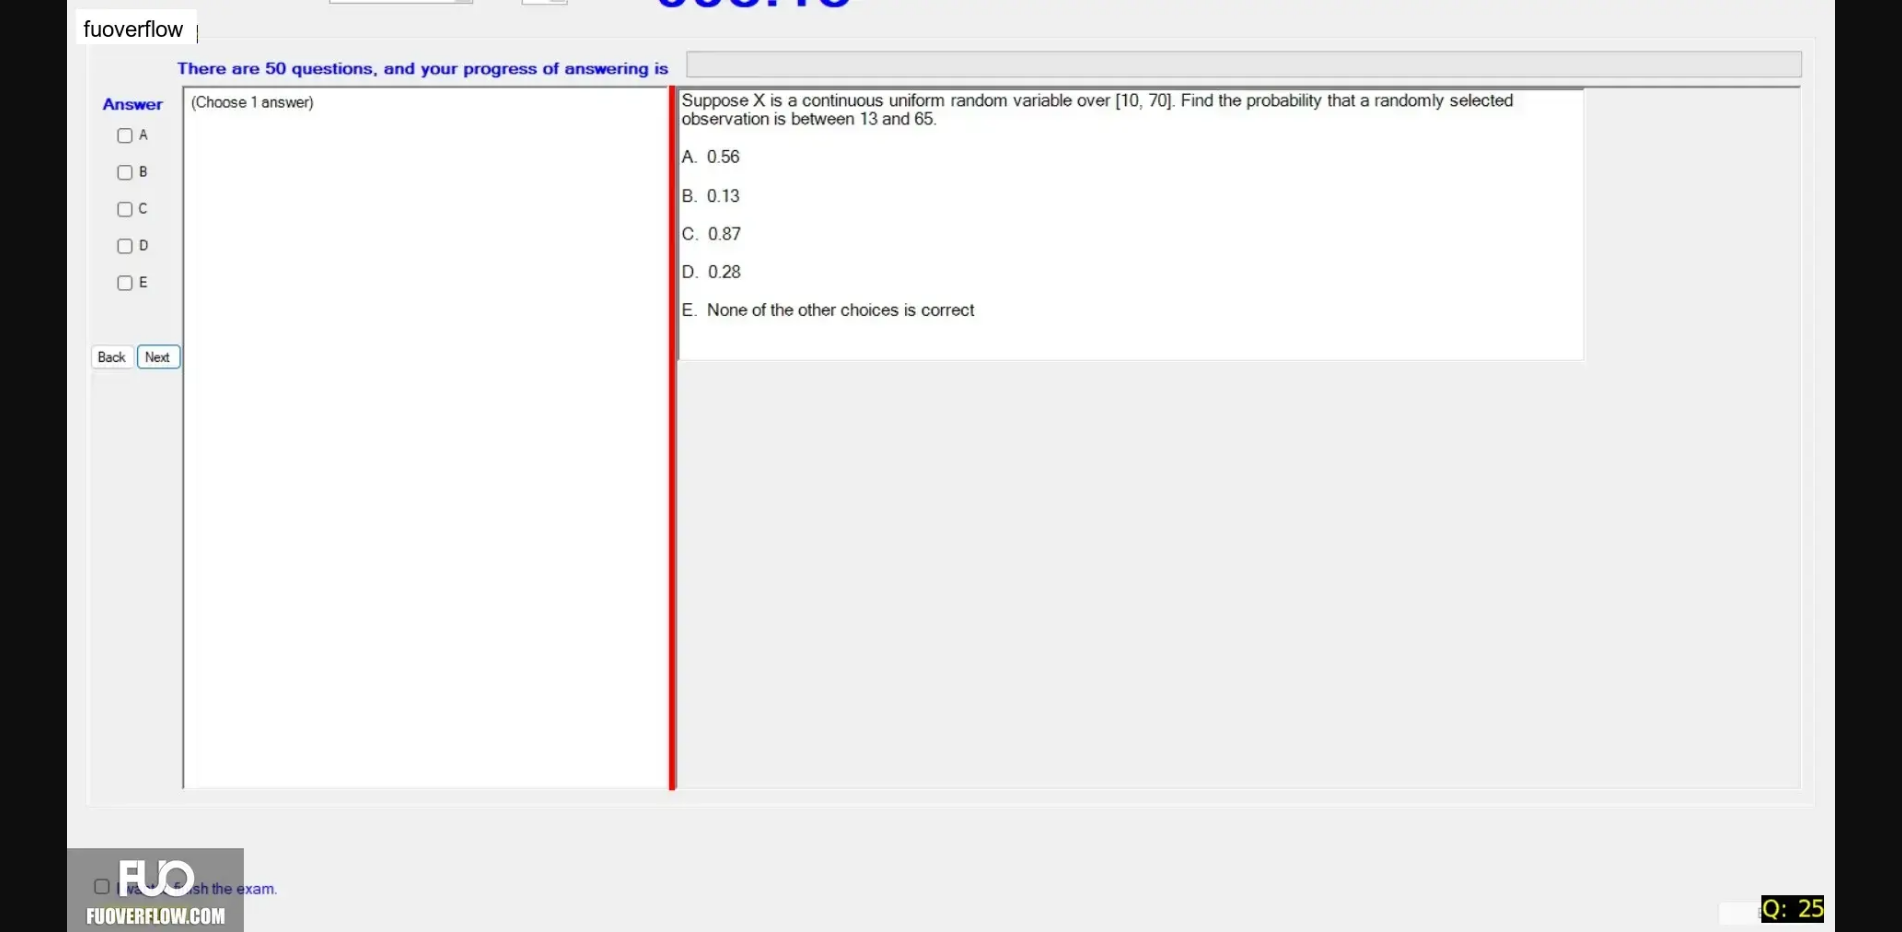 fuoverflow
There are 50 questions, and your progress of answering is
Answer
(Choose 1 answer)
A
B
C
D
E
Back Next
Suppose X is a continuous uniform random variable over [10, 70]. Find the probability that a randomly selected
observation is between 13 and 65.
A. 0.56
B. 0.13
C. 0.87
D. 0.28
E. None of the other choices is correct
FUO
the exam.
FUOVERFLOW.COM
Q: 25